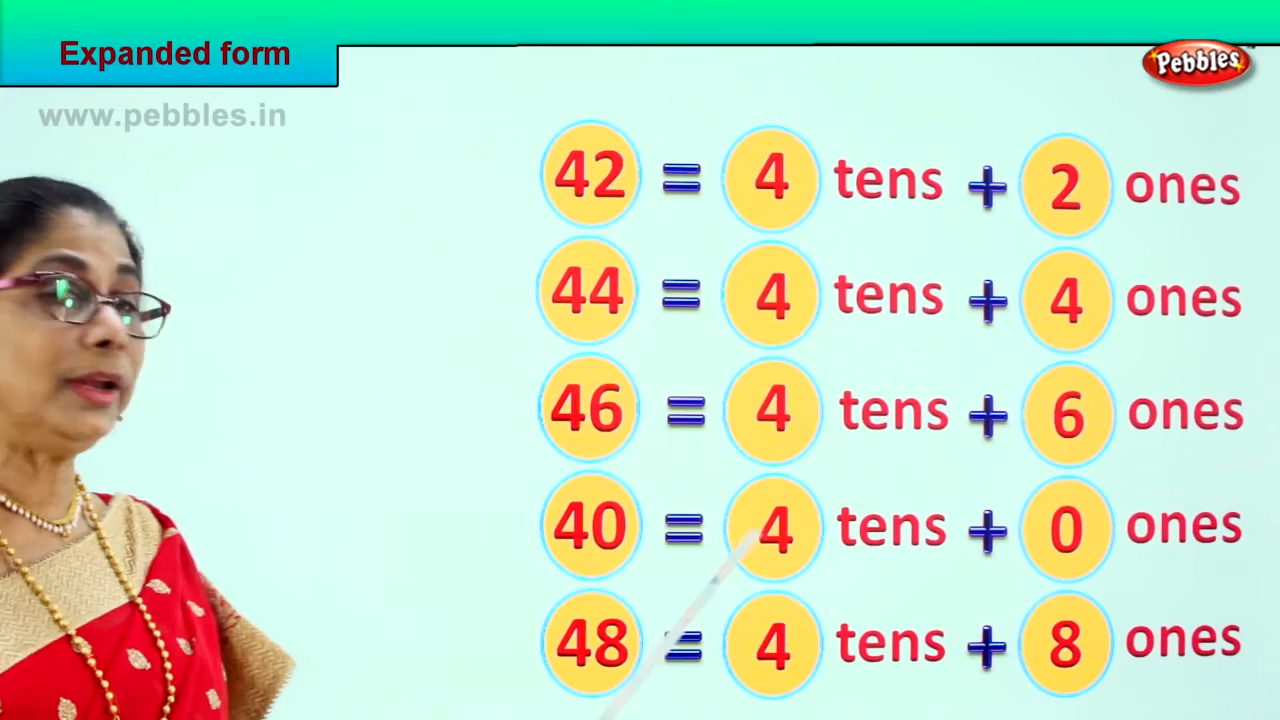 Expanded form
Pebbles
www.pebbles.in
42 = 4 tens + 2 ones
44 = 4 tens + 4 ones
46 = 4 tens + 6 ones
40 = 4 tens + 0 ones
48 = 4 tens + 8 ones